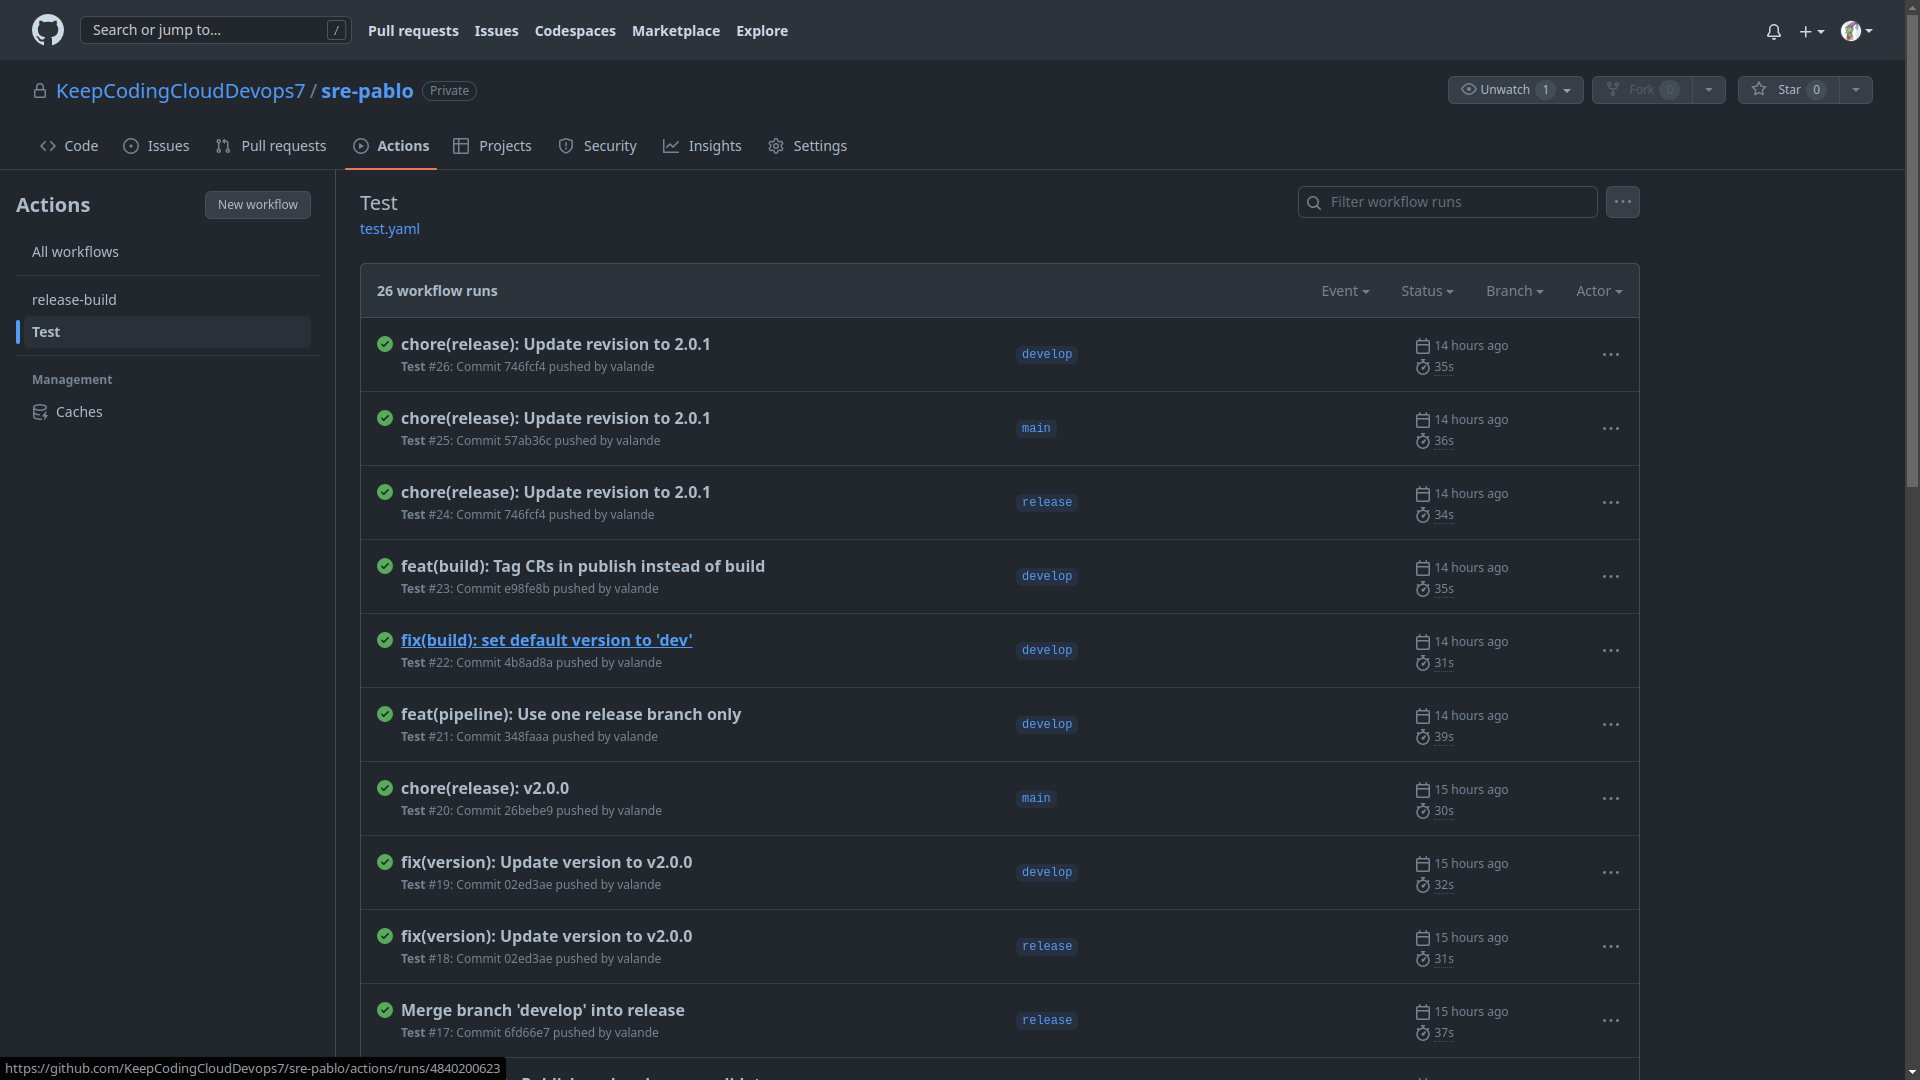 Search or jump to... /
Pull requests Issues Codespaces Marketplace Explore
KeepCodingCloudDevops7 / sre-pablo Private
Unwatch 1 Fork 0 Star 0
Code Issues Pull requests Actions Projects Security Insights Settings
Actions New workflow
All workflows
release-build
Test
Management
Caches
Test
test.yaml
Filter workflow runs
26 workflow runs Event Status Branch Actor
chore(release): Update revision to 2.0.1
Test #26: Commit 746fcf4 pushed by valande
develop
14 hours ago
35s
chore(release): Update revision to 2.0.1
Test #25: Commit 57ab36c pushed by valande
main
14 hours ago
36s
chore(release): Update revision to 2.0.1
Test #24: Commit 746fcf4 pushed by valande
release
14 hours ago
34s
feat(build): Tag CRs in publish instead of build
Test #23: Commit e98fe8b pushed by valande
develop
14 hours ago
35s
fix(build): set default version to 'dev'
Test #22: Commit 4b8ad8a pushed by valande
develop
14 hours ago
31s
feat(pipeline): Use one release branch only
Test #21: Commit 348faaa pushed by valande
develop
14 hours ago
39s
chore(release): v2.0.0
Test #20: Commit 26bebe9 pushed by valande
main
15 hours ago
30s
fix(version): Update version to v2.0.0
Test #19: Commit 02ed3ae pushed by valande
develop
15 hours ago
32s
fix(version): Update version to v2.0.0
Test #18: Commit 02ed3ae pushed by valande
release
15 hours ago
31s
Merge branch 'develop' into release
Test #17: Commit 6fd66e7 pushed by valande
release
15 hours ago
37s
https://github.com/KeepCodingCloudDevops7/sre-pablo/actions/runs/4840200623